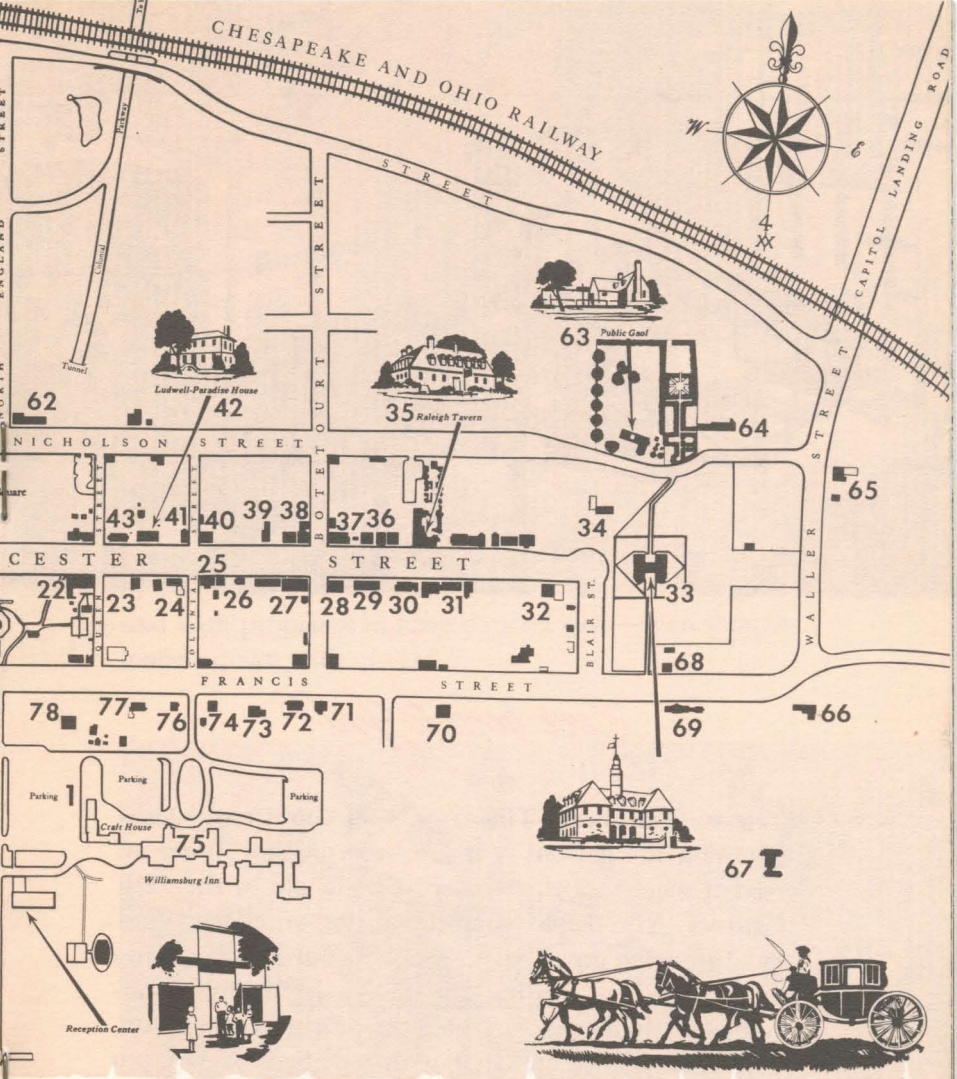 CHESAPEAKE AND OHIO RAILWAY
STREET
CAPITOL LANDING ROAD
W
E
Parkway
Colonial
Tunnel
NORTH ENGLAND STREET
BOTETOURT STREET
63
Public Gaol
Ludwell-Paradise House
42
35
Raleigh Tavern
62
64
NICHOLSON STREET
65
43
STREET
41
STREET
40
39
38
37
36
34
CESTER STREET
25
22
QUEEN
23
24
COLONIAL
26
27
28
29
30
31
32
BLAIR ST.
33
WALLER STREET
68
FRANCIS STREET
78
77
76
74
73
72
71
70
69
66
Parking
1
Parking
Parking
Craft House
75
Williamsburg Inn
67
Reception Center